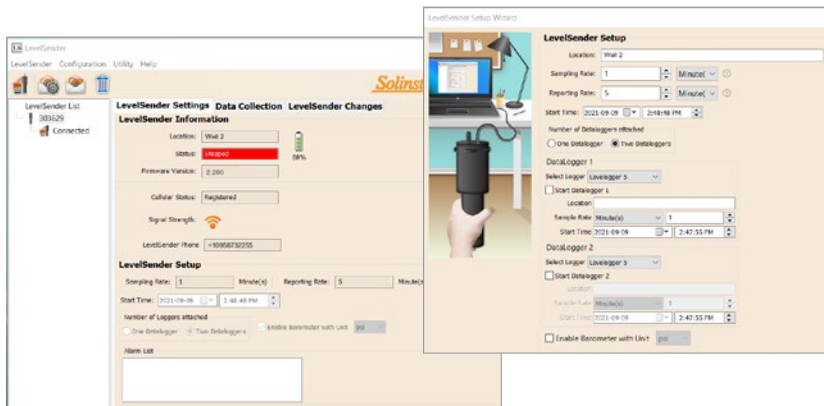 LevelSender
LevelSender Configuration Utility Help
Solinst
LevelSender List
303629
Connected
LevelSender Settings Data Collection LevelSender Changes
LevelSender Information
Location: Well 2
Status: Stopped
88%
Firmware Version: 2.200
Cellular Status: Registered
Signal Strength:
LevelSender Phone +10958732255
LevelSender Setup
Sampling Rate: 1 Minute(s) Reporting Rate: 5 Minute(s
Start Time: 2021-09-09 2:48:48 PM
Number of Loggers attached
One Datalogger Two Dataloggers Enable Barometer with Unit psi
Alarm List
LevelSender Setup Wizard
LevelSender Setup
Location: Well 2
Sampling Rate: 1 Minute(
Reporting Rate: 5 Minute(
Start Time: 2021-09-09 2:48:48 PM
Number of Dataloggers attached
One Datalogger Two Dataloggers
DataLogger 1
Select Logger Levelogger 5
Start Datalogger 1
Location
Sample Rate Minute(s) 1
Start Time 2021-09-09 2:47:55 PM
DataLogger 2
Select Logger Levelogger 5
Start Datalogger 2
Location
Sample Rate Minute(s) 1
Start Time 2021-09-09 2:47:55 PM
Enable Barometer with Unit psi